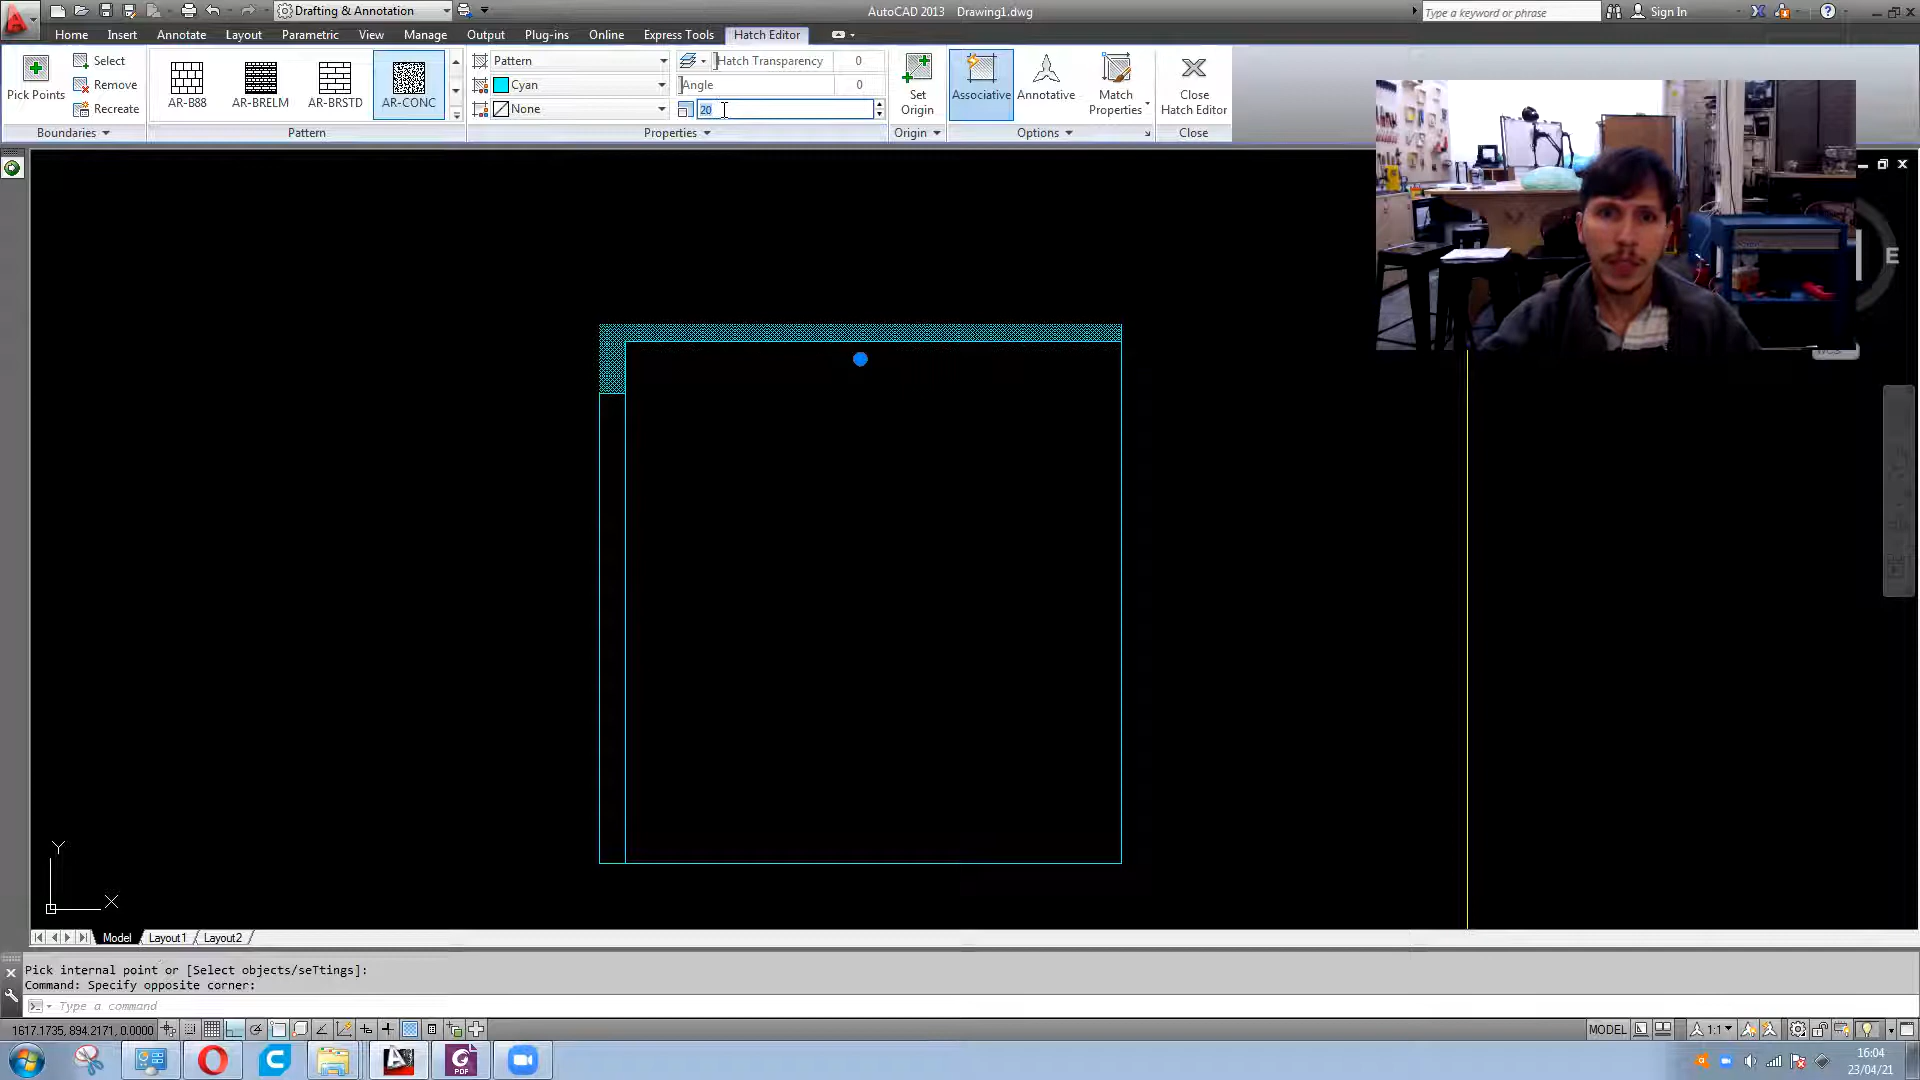 Drafting & Annotation
AutoCAD 2013 Drawing1.dwg
Type a keyword or phrase
Sign In
Home Insert Annotate Layout Parametric View Manage Output Plug-ins Online Express Tools Hatch Editor
Pick Points
Select
Remove
Recreate
Boundaries
AR-B88
AR-BRELM
AR-BRSTD
AR-CONC
Pattern
Pattern
Cyan
None
Hatch Transparency 0
Angle 0
20
Properties
Set
Origin
Origin
Associative
Annotative
Match
Properties
Options
Close
Hatch Editor
Close
E
Y
X
Model Layout1 Layout2
Pick internal point or [Select objects/seTtings]:
Command: Specify opposite corner:
Type a command
1617.1735, 894.2171, 0.0000
MODEL
1:1
PDF
16:04
23/04/21